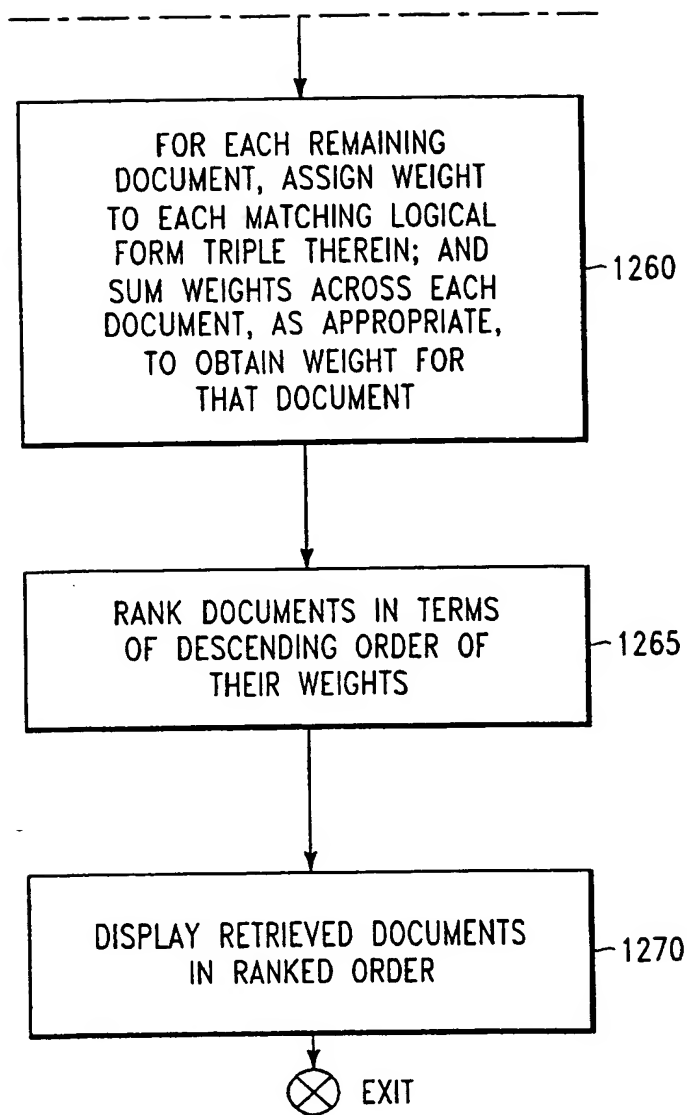 FOR EACH REMAINING
DOCUMENT, ASSIGN WEIGHT
TO EACH MATCHING LOGICAL
FORM TRIPLE THEREIN; AND
SUM WEIGHTS ACROSS EACH
DOCUMENT, AS APPROPRIATE,
TO OBTAIN WEIGHT FOR
THAT DOCUMENT
1260
RANK DOCUMENTS IN TERMS
OF DESCENDING ORDER OF
THEIR WEIGHTS
1265
DISPLAY RETRIEVED DOCUMENTS
IN RANKED ORDER
1270
EXIT